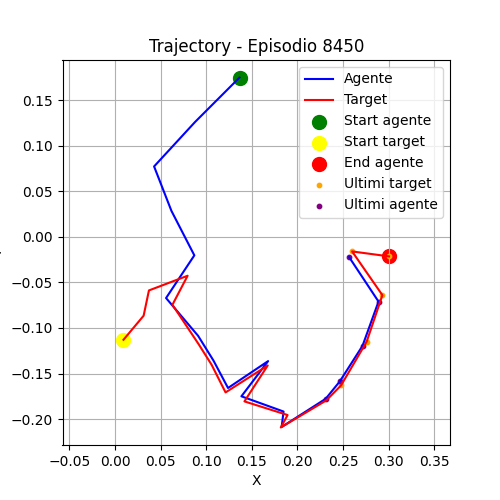 Trajectory - Episodio 8450
Agente
Target
Start agente
Start target
End agente
Ultimi target
Ultimi agente
0.15
0.10
0.05
0.00
−0.05
−0.10
−0.15
−0.20
−0.05
0.00
0.05
0.10
0.15
0.20
0.25
0.30
0.35
X